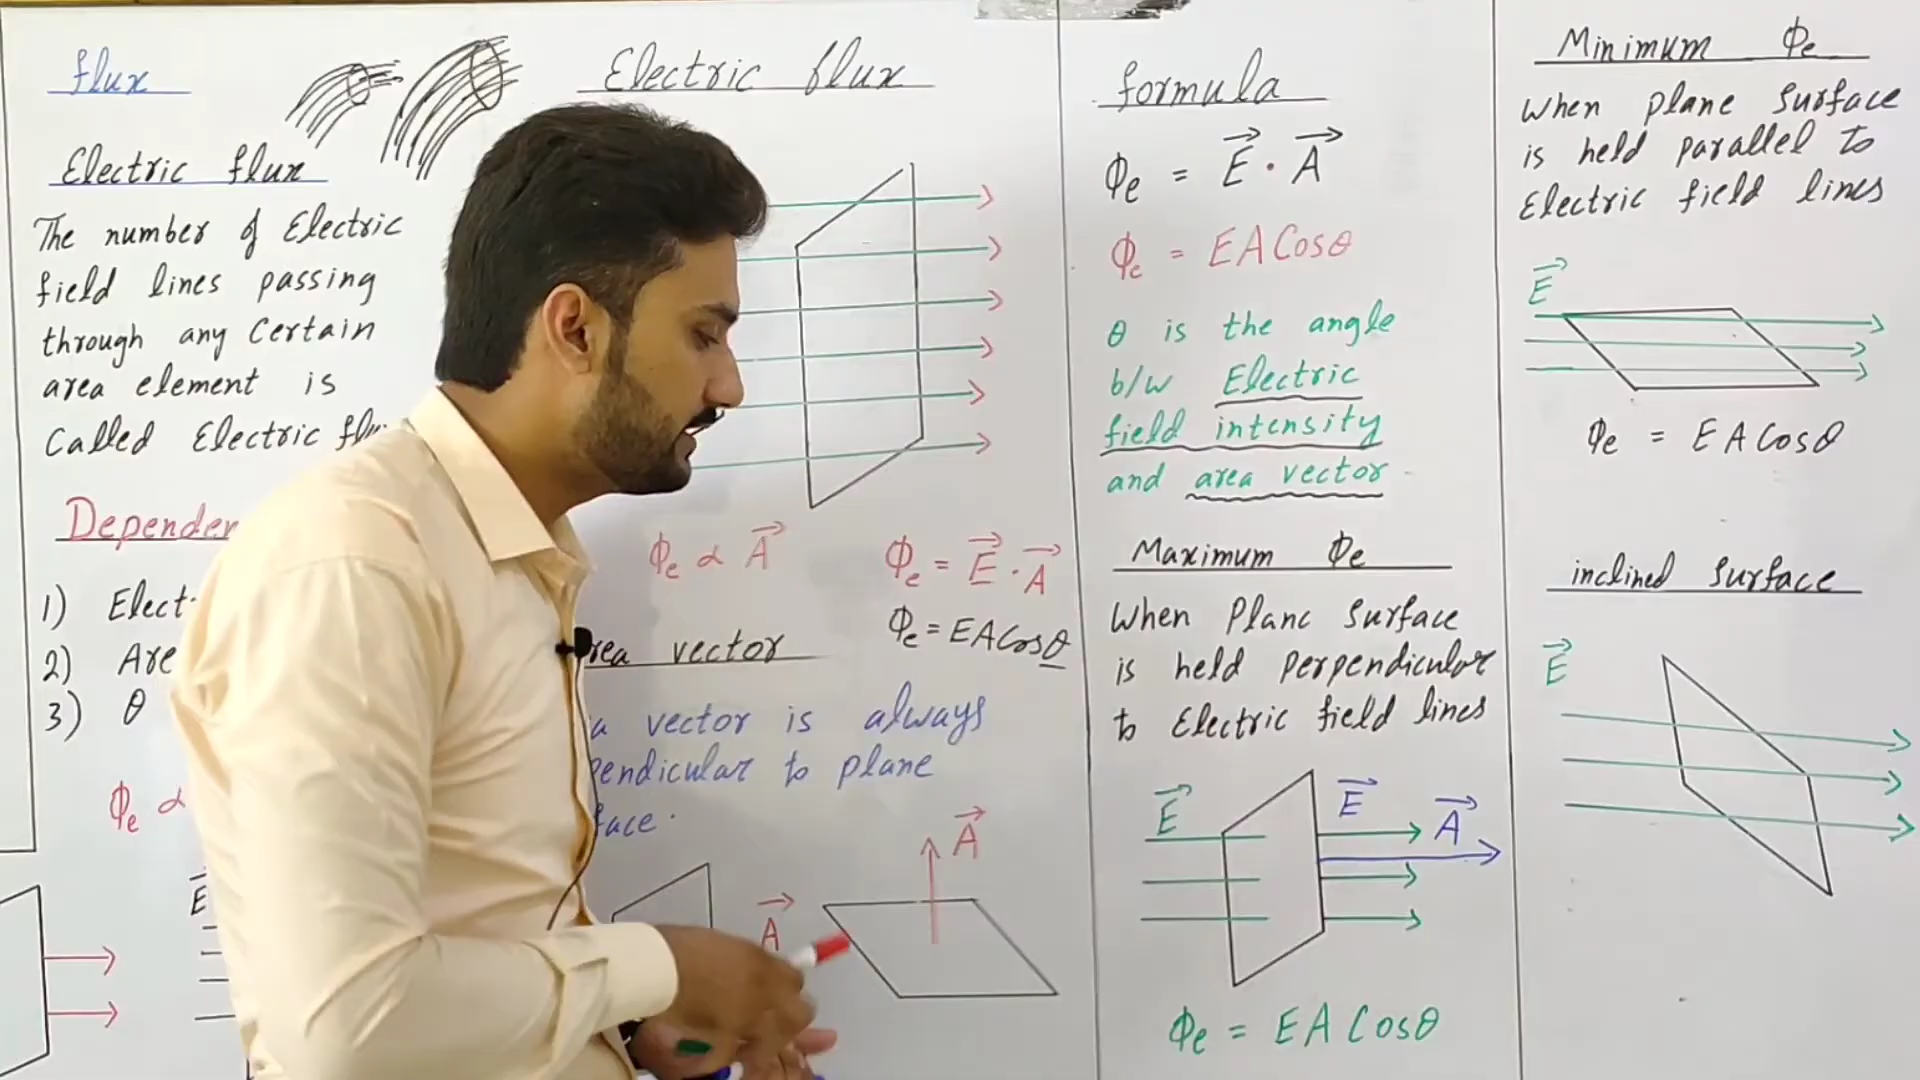 flux
Electric flux
The number of Electric
field lines passing
through any Certain
area element is
Called Electric
1)
2)
3) θ
Φe ∝
E
Electric flux
Φe ∝ A
Φe = E · A
Φe = EACosθ
vector
vector is always
to plane
A
A
formula
Φe = E · A
Φe = EACosθ
θ is the angle
b/w Electric
field intensity
and area vector
Maximum Φe
When Plane Surface
is held perpendicular
to Electric field lines
E E A
Φe = EACosθ
Minimum Φe
When plane Surface
is held parallel to
Electric field lines
E
Φe = EACosθ
inclined Surface
E